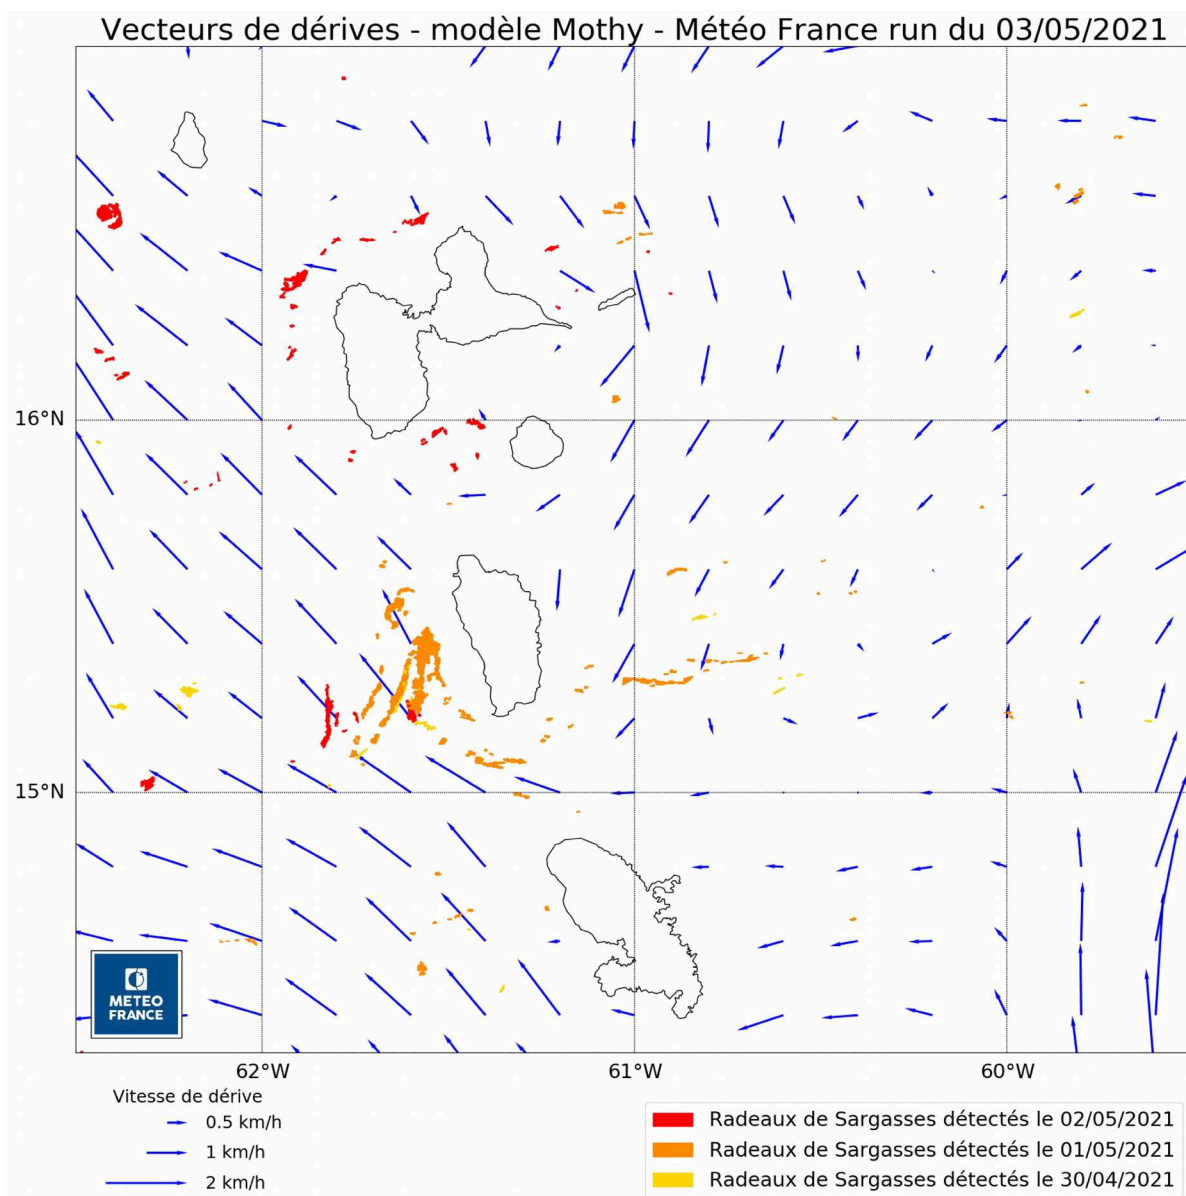 Vecteurs de dérives - modèle Mothy - Météo France run du 03/05/2021
16°N
15°N
METEO
FRANCE
62°W
61°W
60°W
Vitesse de dérive
0.5 km/h
1 km/h
2 km/h
Radeaux de Sargasses détectés le 02/05/2021
Radeaux de Sargasses détectés le 01/05/2021
Radeaux de Sargasses détectés le 30/04/2021